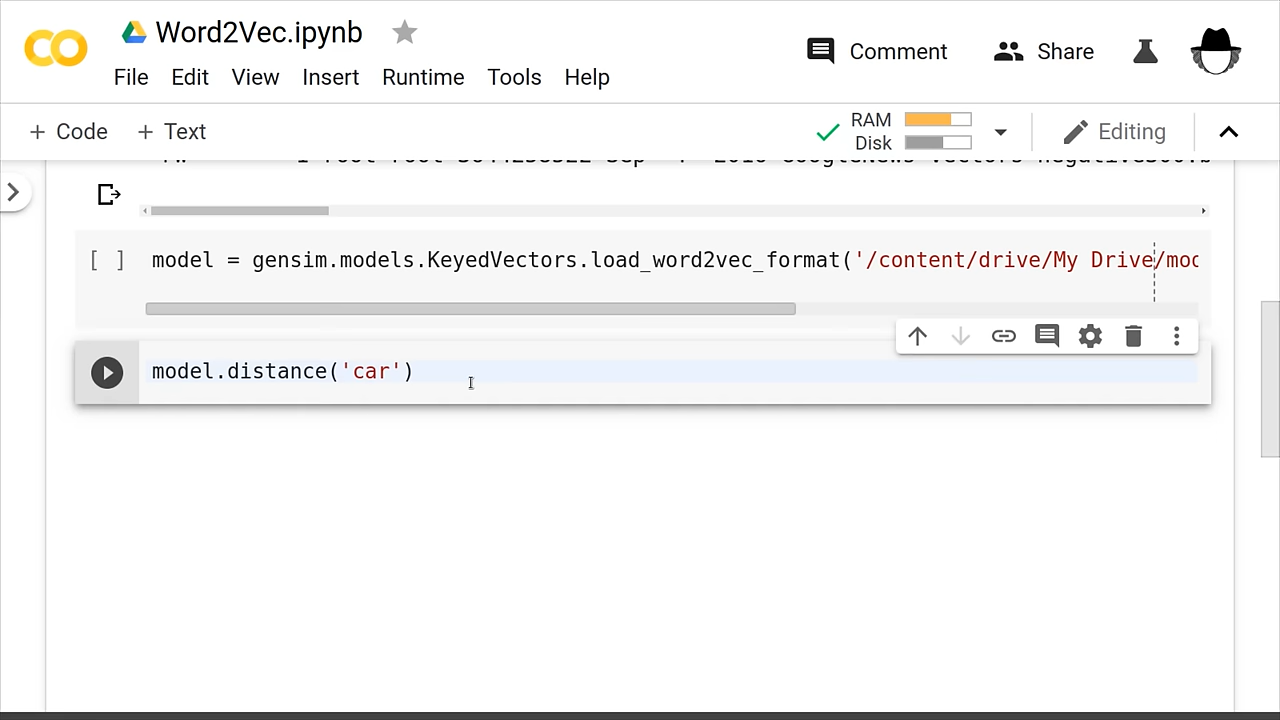 Word2Vec.ipynb
File Edit View Insert Runtime Tools Help
Comment
Share
+ Code + Text
RAM
Disk
Editing
[ ] model = gensim.models.KeyedVectors.load_word2vec_format('/content/drive/My Drive/moc
model.distance('car')